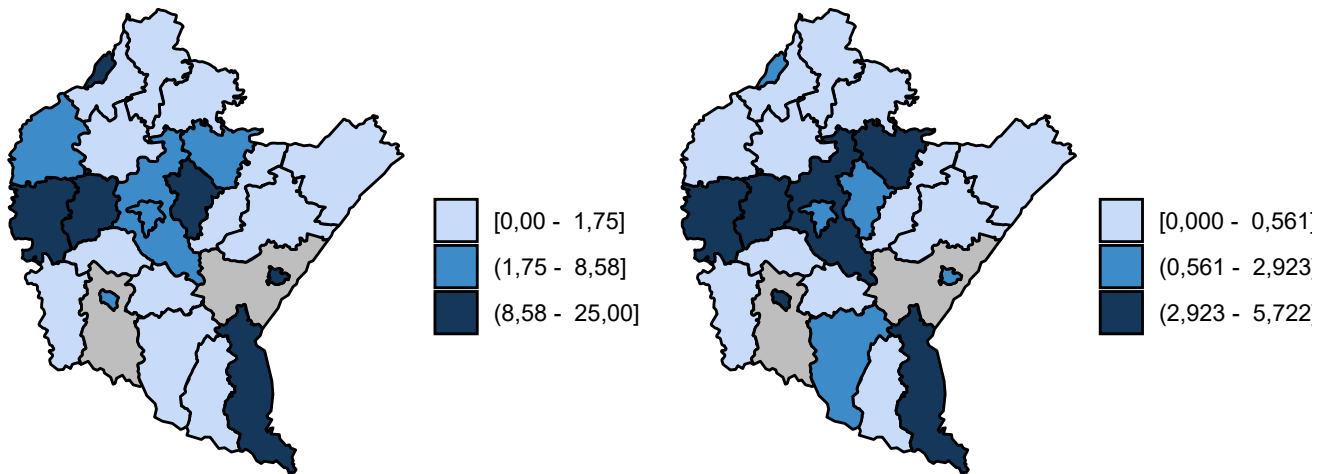 [0,00 - 1,75]
(1,75 - 8,58]
(8,58 - 25,00]
[0,000 - 0,561]
(0,561 - 2,923]
(2,923 - 5,722]